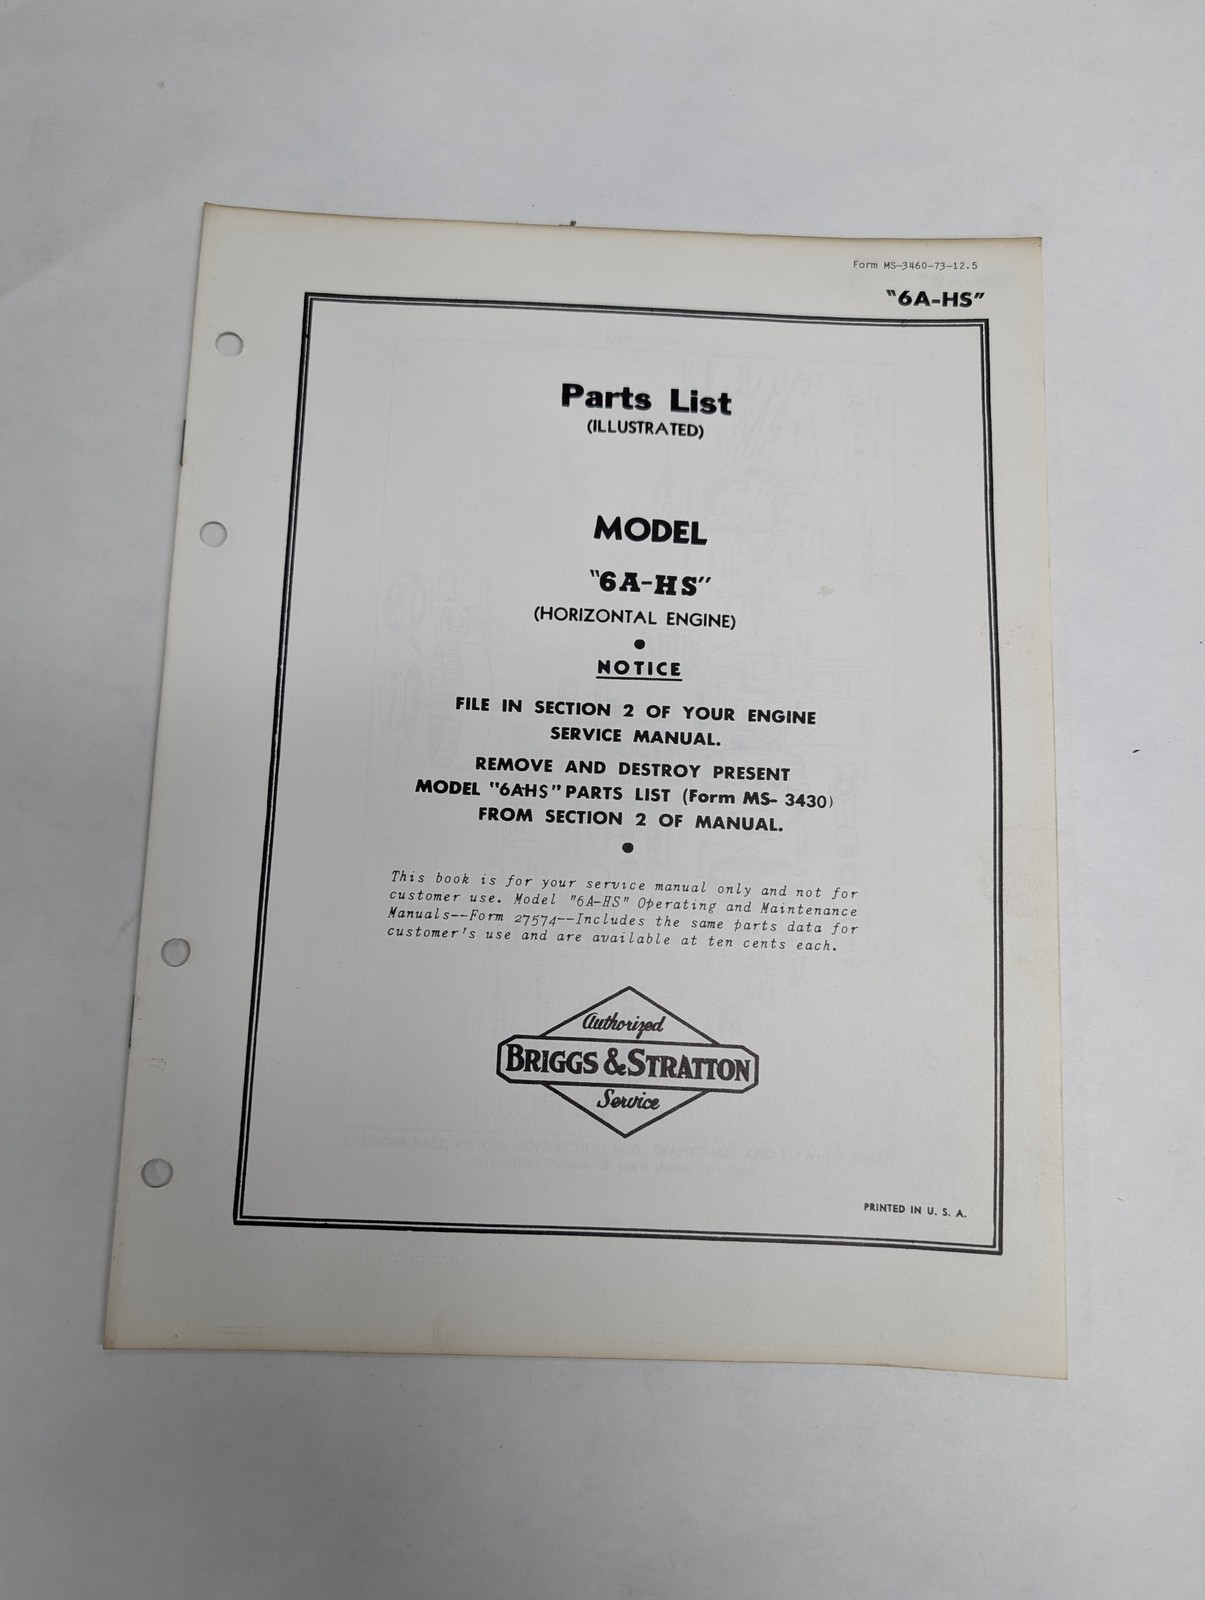 Form MS-3460-73-12.5
"6A-HS"
Parts List
(ILLUSTRATED)
MODEL
"6A-HS"
(HORIZONTAL ENGINE)
NOTICE
FILE IN SECTION 2 OF YOUR ENGINE
SERVICE MANUAL.
REMOVE AND DESTROY PRESENT
MODEL "6A-HS" PARTS LIST (Form MS- 3430)
FROM SECTION 2 OF MANUAL.
This book is for your service manual only and not for
customer use. Model "6A-HS" Operating and Maintenance
Manuals--Form 27574--Includes the same parts data for
customer's use and are available at ten cents each.
Authorized
BRIGGS & STRATTON
Service
PRINTED IN U. S. A.